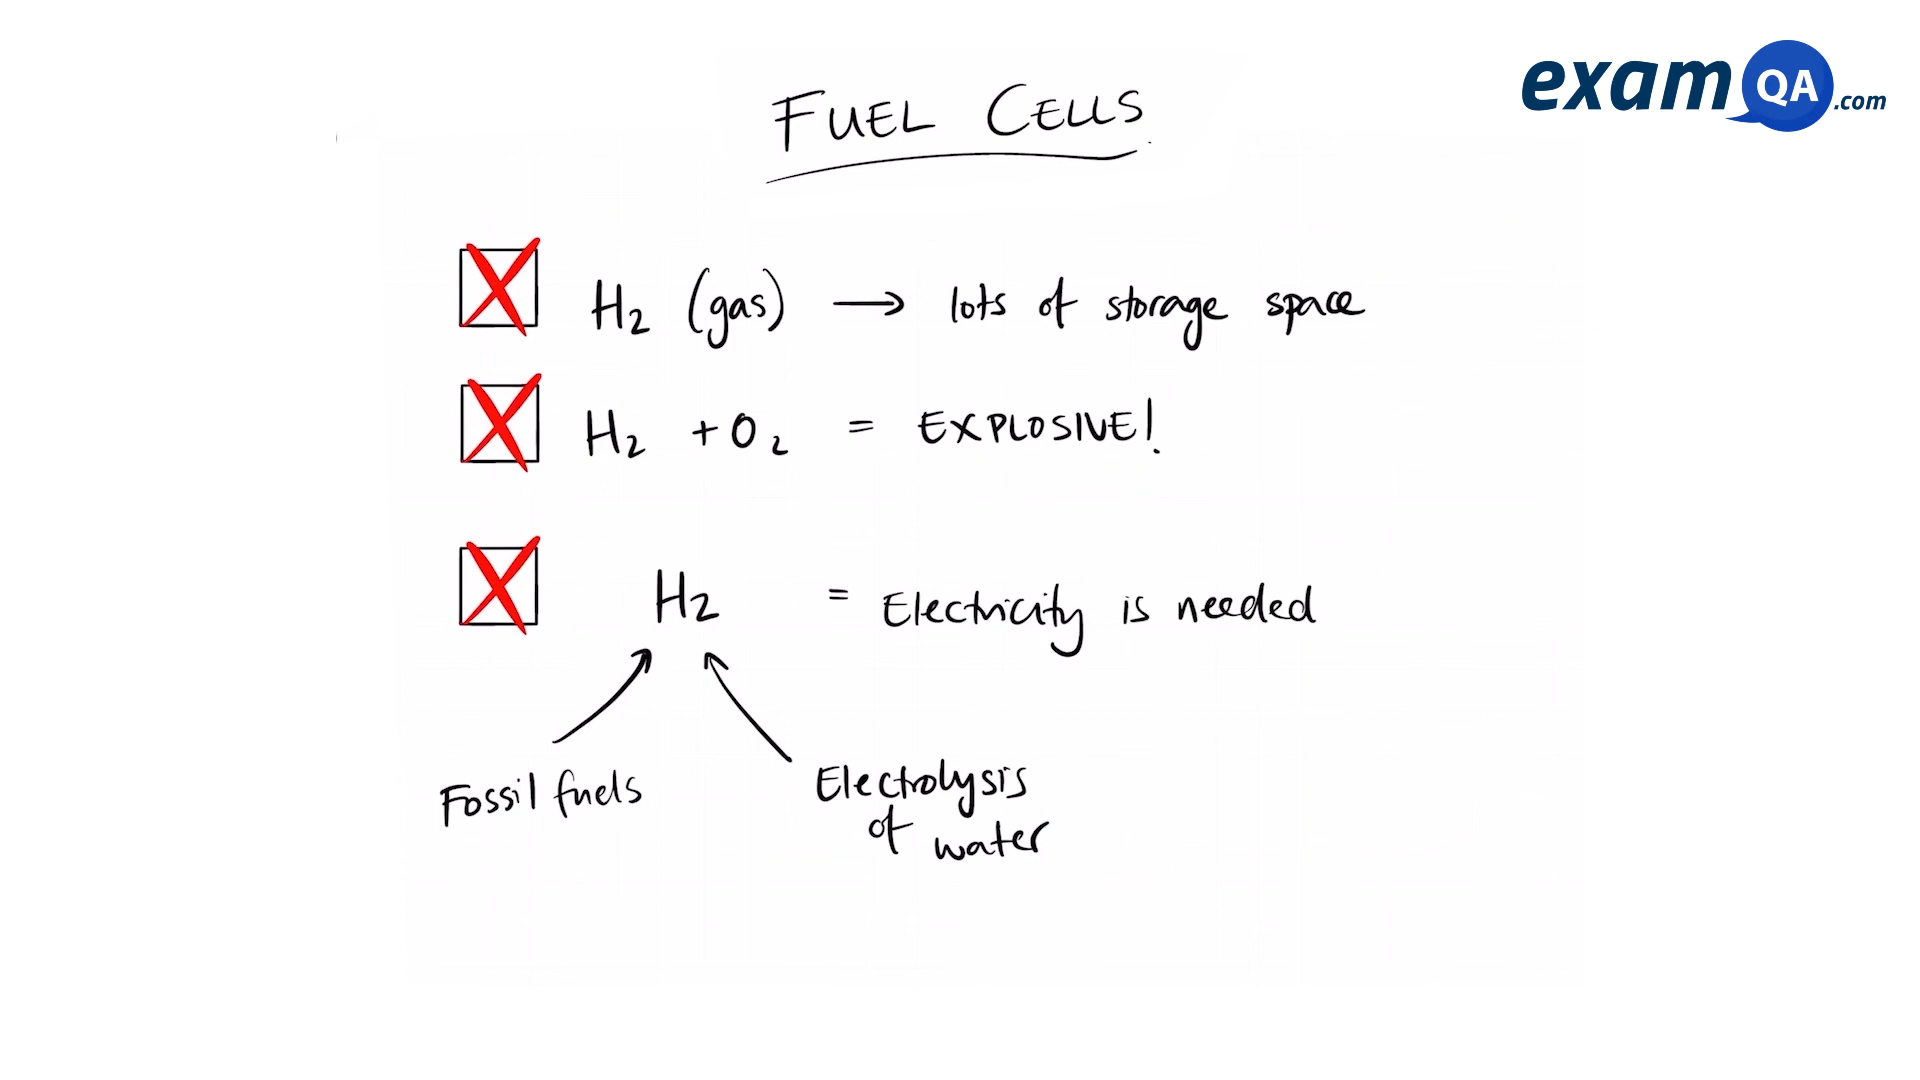 examQA.com
FUEL CELLS
H2 (gas) → lots of storage space
H2 + O2 = EXPLOSIVE!
H2 = Electricity is needed
Fossil fuels
Electrolysis
of water